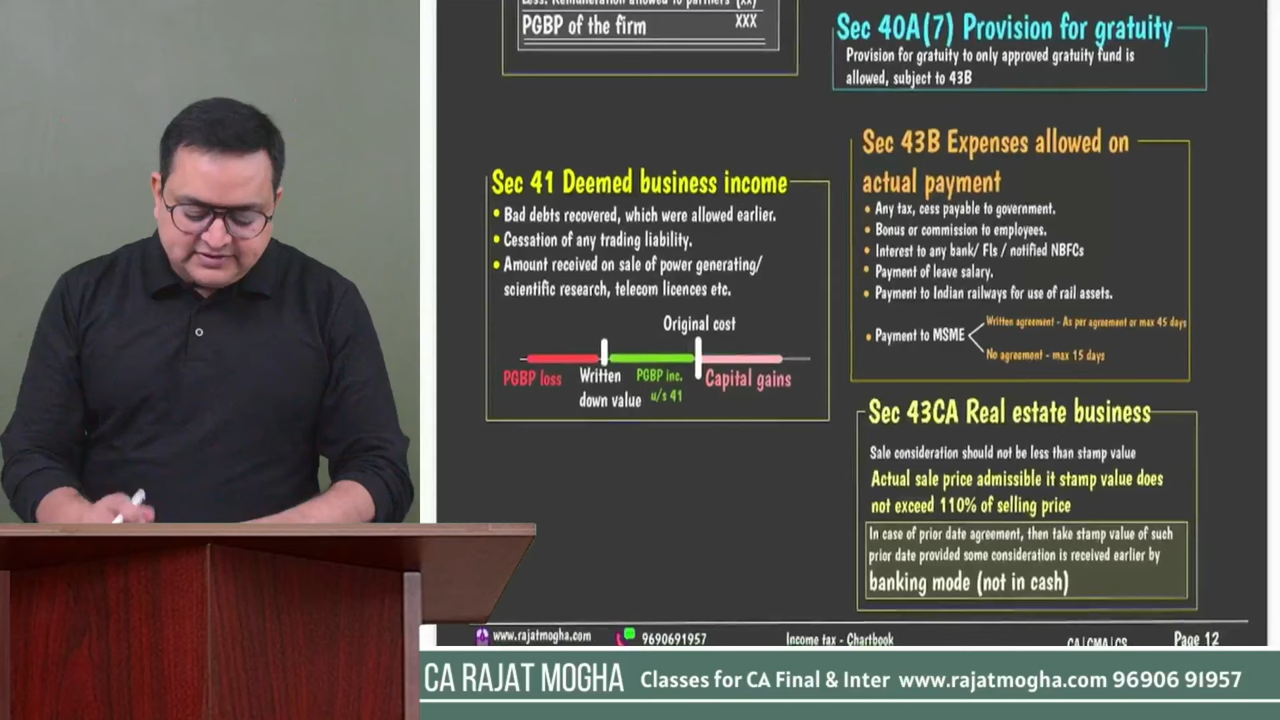 Less: Remuneration allowed to partners (xx)
PGBP of the firm XXX
Sec 40A(7) Provision for gratuity
Provision for gratuity to only approved gratuity fund is
allowed, subject to 43B
Sec 41 Deemed business income
• Bad debts recovered, which were allowed earlier.
• Cessation of any trading liability.
• Amount received on sale of power generating/
scientific research, telecom licences etc.
Original cost
PGBP loss
Written
down value
PGBP inc.
u/s 41
Capital gains
Sec 43B Expenses allowed on
actual payment
• Any tax, cess payable to government.
• Bonus or commission to employees.
• Interest to any bank/ FIs / notified NBFCs
• Payment of leave salary.
• Payment to Indian railways for use of rail assets.
• Payment to MSME
Written agreement - As per agreement or max 45 days
No agreement - max 15 days
Sec 43CA Real estate business
Sale consideration should not be less than stamp value
Actual sale price admissible it stamp value does
not exceed 110% of selling price
In case of prior date agreement, then take stamp value of such
prior date provided some consideration is received earlier by
banking mode (not in cash)
www.rajatmogha.com 9690691957 Income tax - Chartbook CA|CMA|CS Page 12
CA RAJAT MOGHA Classes for CA Final & Inter www.rajatmogha.com 96906 91957